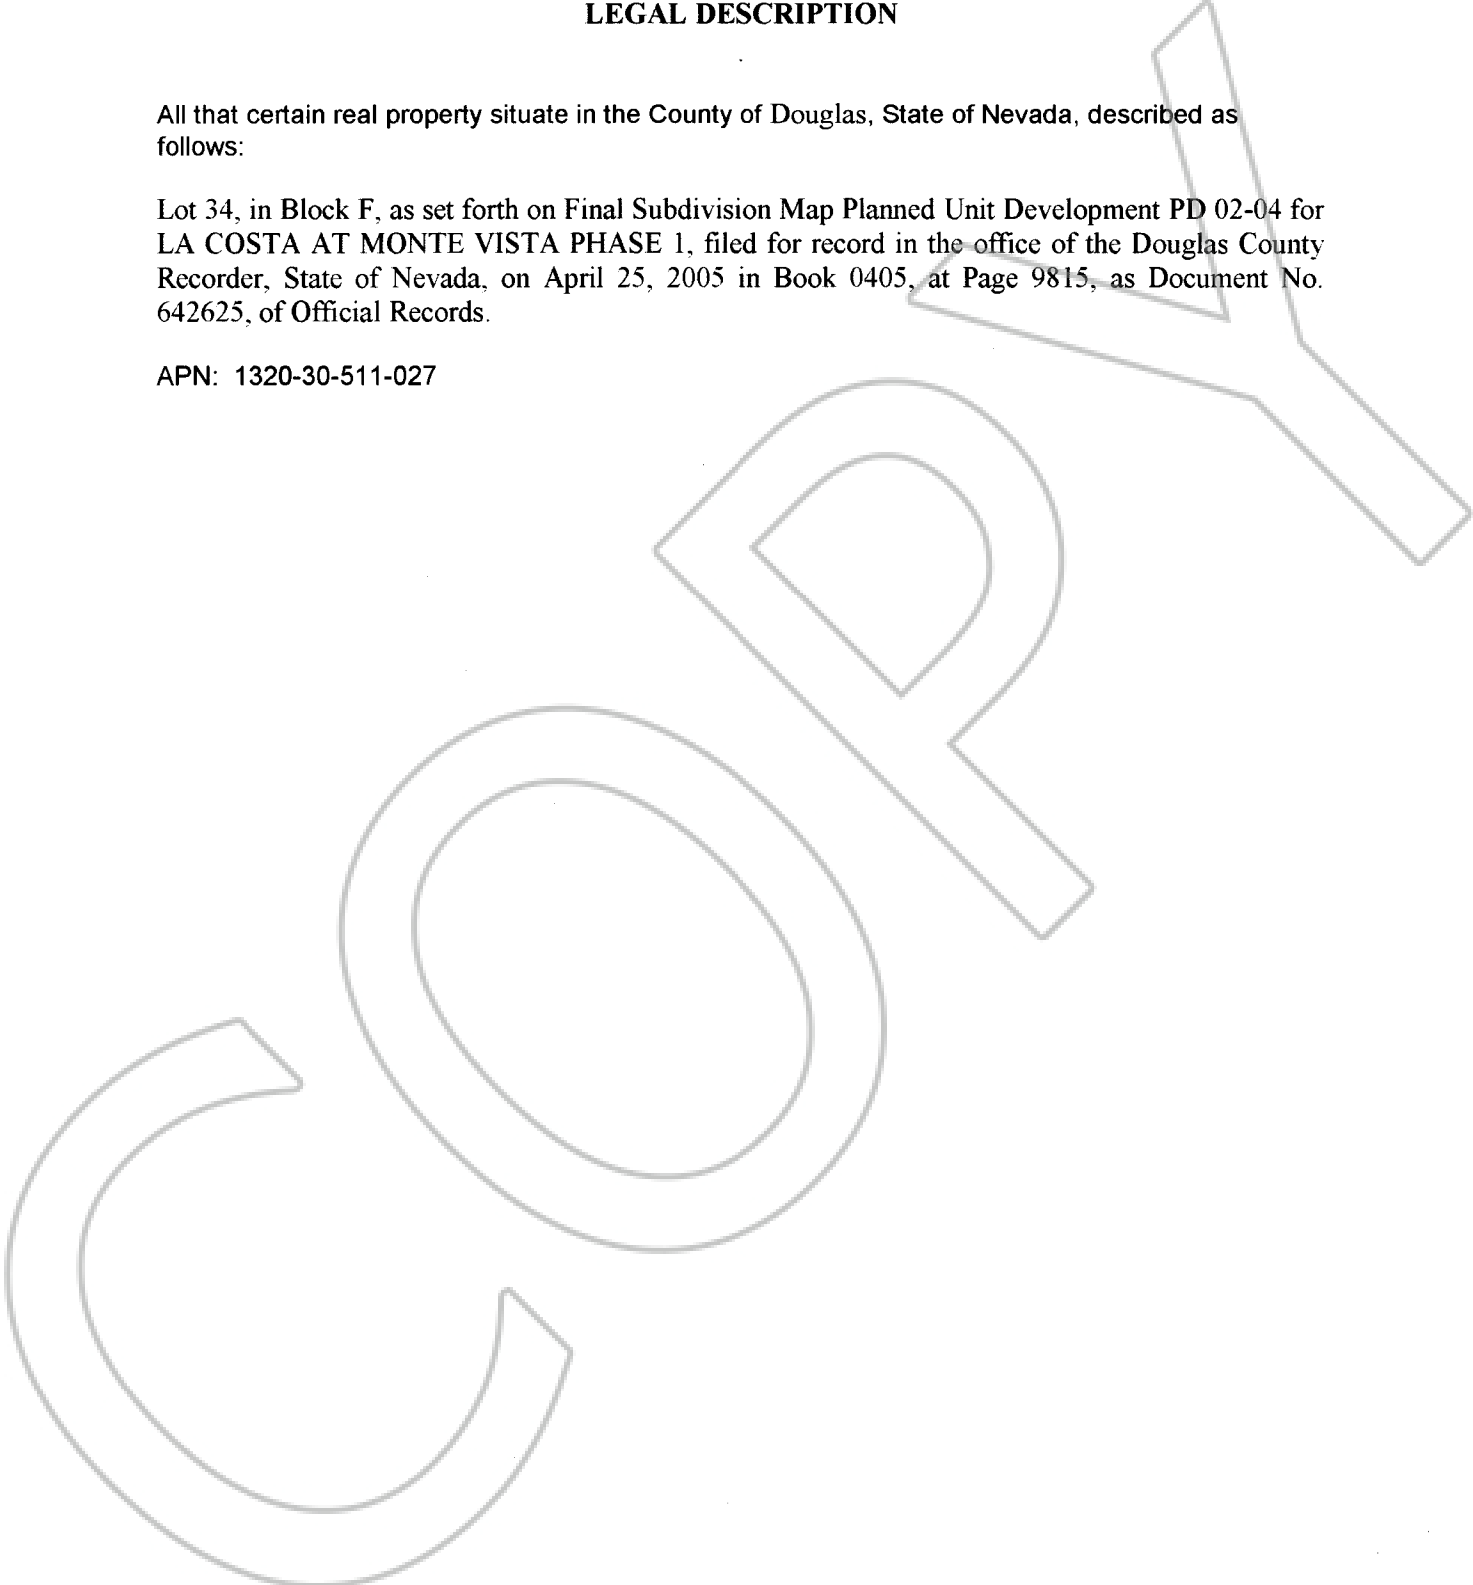 LEGAL DESCRIPTION
All that certain real property situate in the County of Douglas, State of Nevada, described as
follows:
Lot 34, in Block F, as set forth on Final Subdivision Map Planned Unit Development PD 02-04 for
LA COSTA AT MONTE VISTA PHASE 1, filed for record in the office of the Douglas County
Recorder, State of Nevada, on April 25, 2005 in Book 0405, at Page 9815, as Document No.
642625, of Official Records.
APN: 1320-30-511-027
COPY